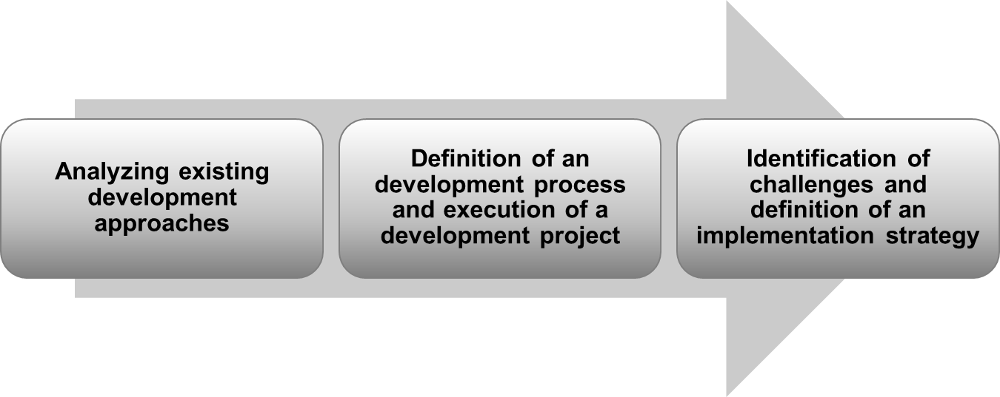 Analyzing existing
development
approaches
Definition of an
development process
and execution of a
development project
Identification of
challenges and
definition of an
implementation strategy